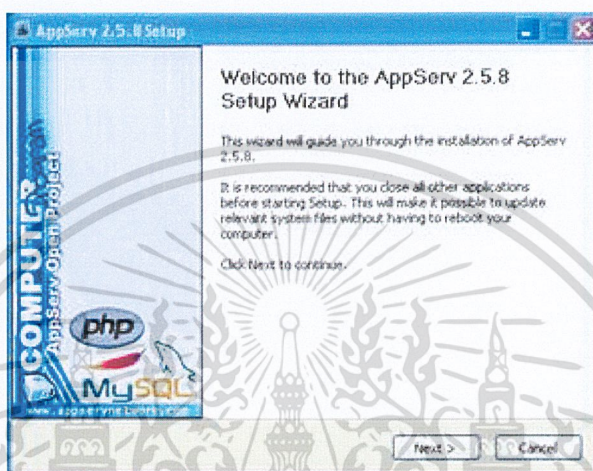 AppServ 2.5.8 Setup
Welcome to the AppServ 2.5.8
Setup Wizard
This wizard will guide you through the installation of AppServ
2.5.8.
It is recommended that you close all other applications
before starting Setup. This will make it possible to update
relevant system files without having to reboot your
computer.
Click Next to continue.
COMPUTER
AppServ Open Project
php
MySQL
www.appservnetwork.com
Next >
Cancel